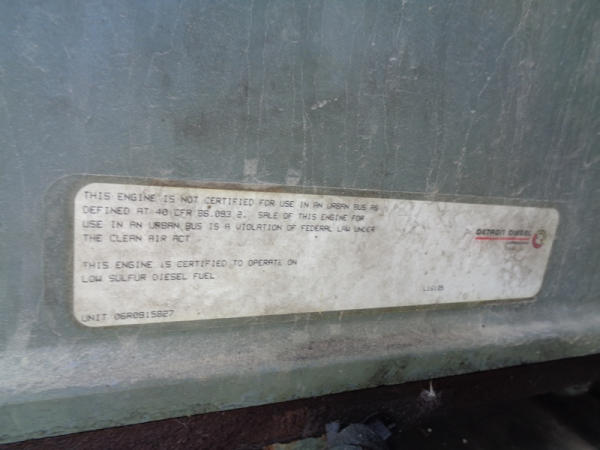 THIS ENGINE IS NOT CERTIFIED FOR USE IN AN URBAN BUS AS
DEFINED AT 40 CFR 86.093 2. SALE OF THIS ENGINE FOR
USE IN AN URBAN BUS IS A VIOLATION OF FEDERAL LAW UNDER
THE CLEAN AIR ACT
DETROIT DIESEL
THIS ENGINE IS CERTIFIED TO OPERATE ON
LOW SULFUR DIESEL FUEL
UNIT 06R0915827